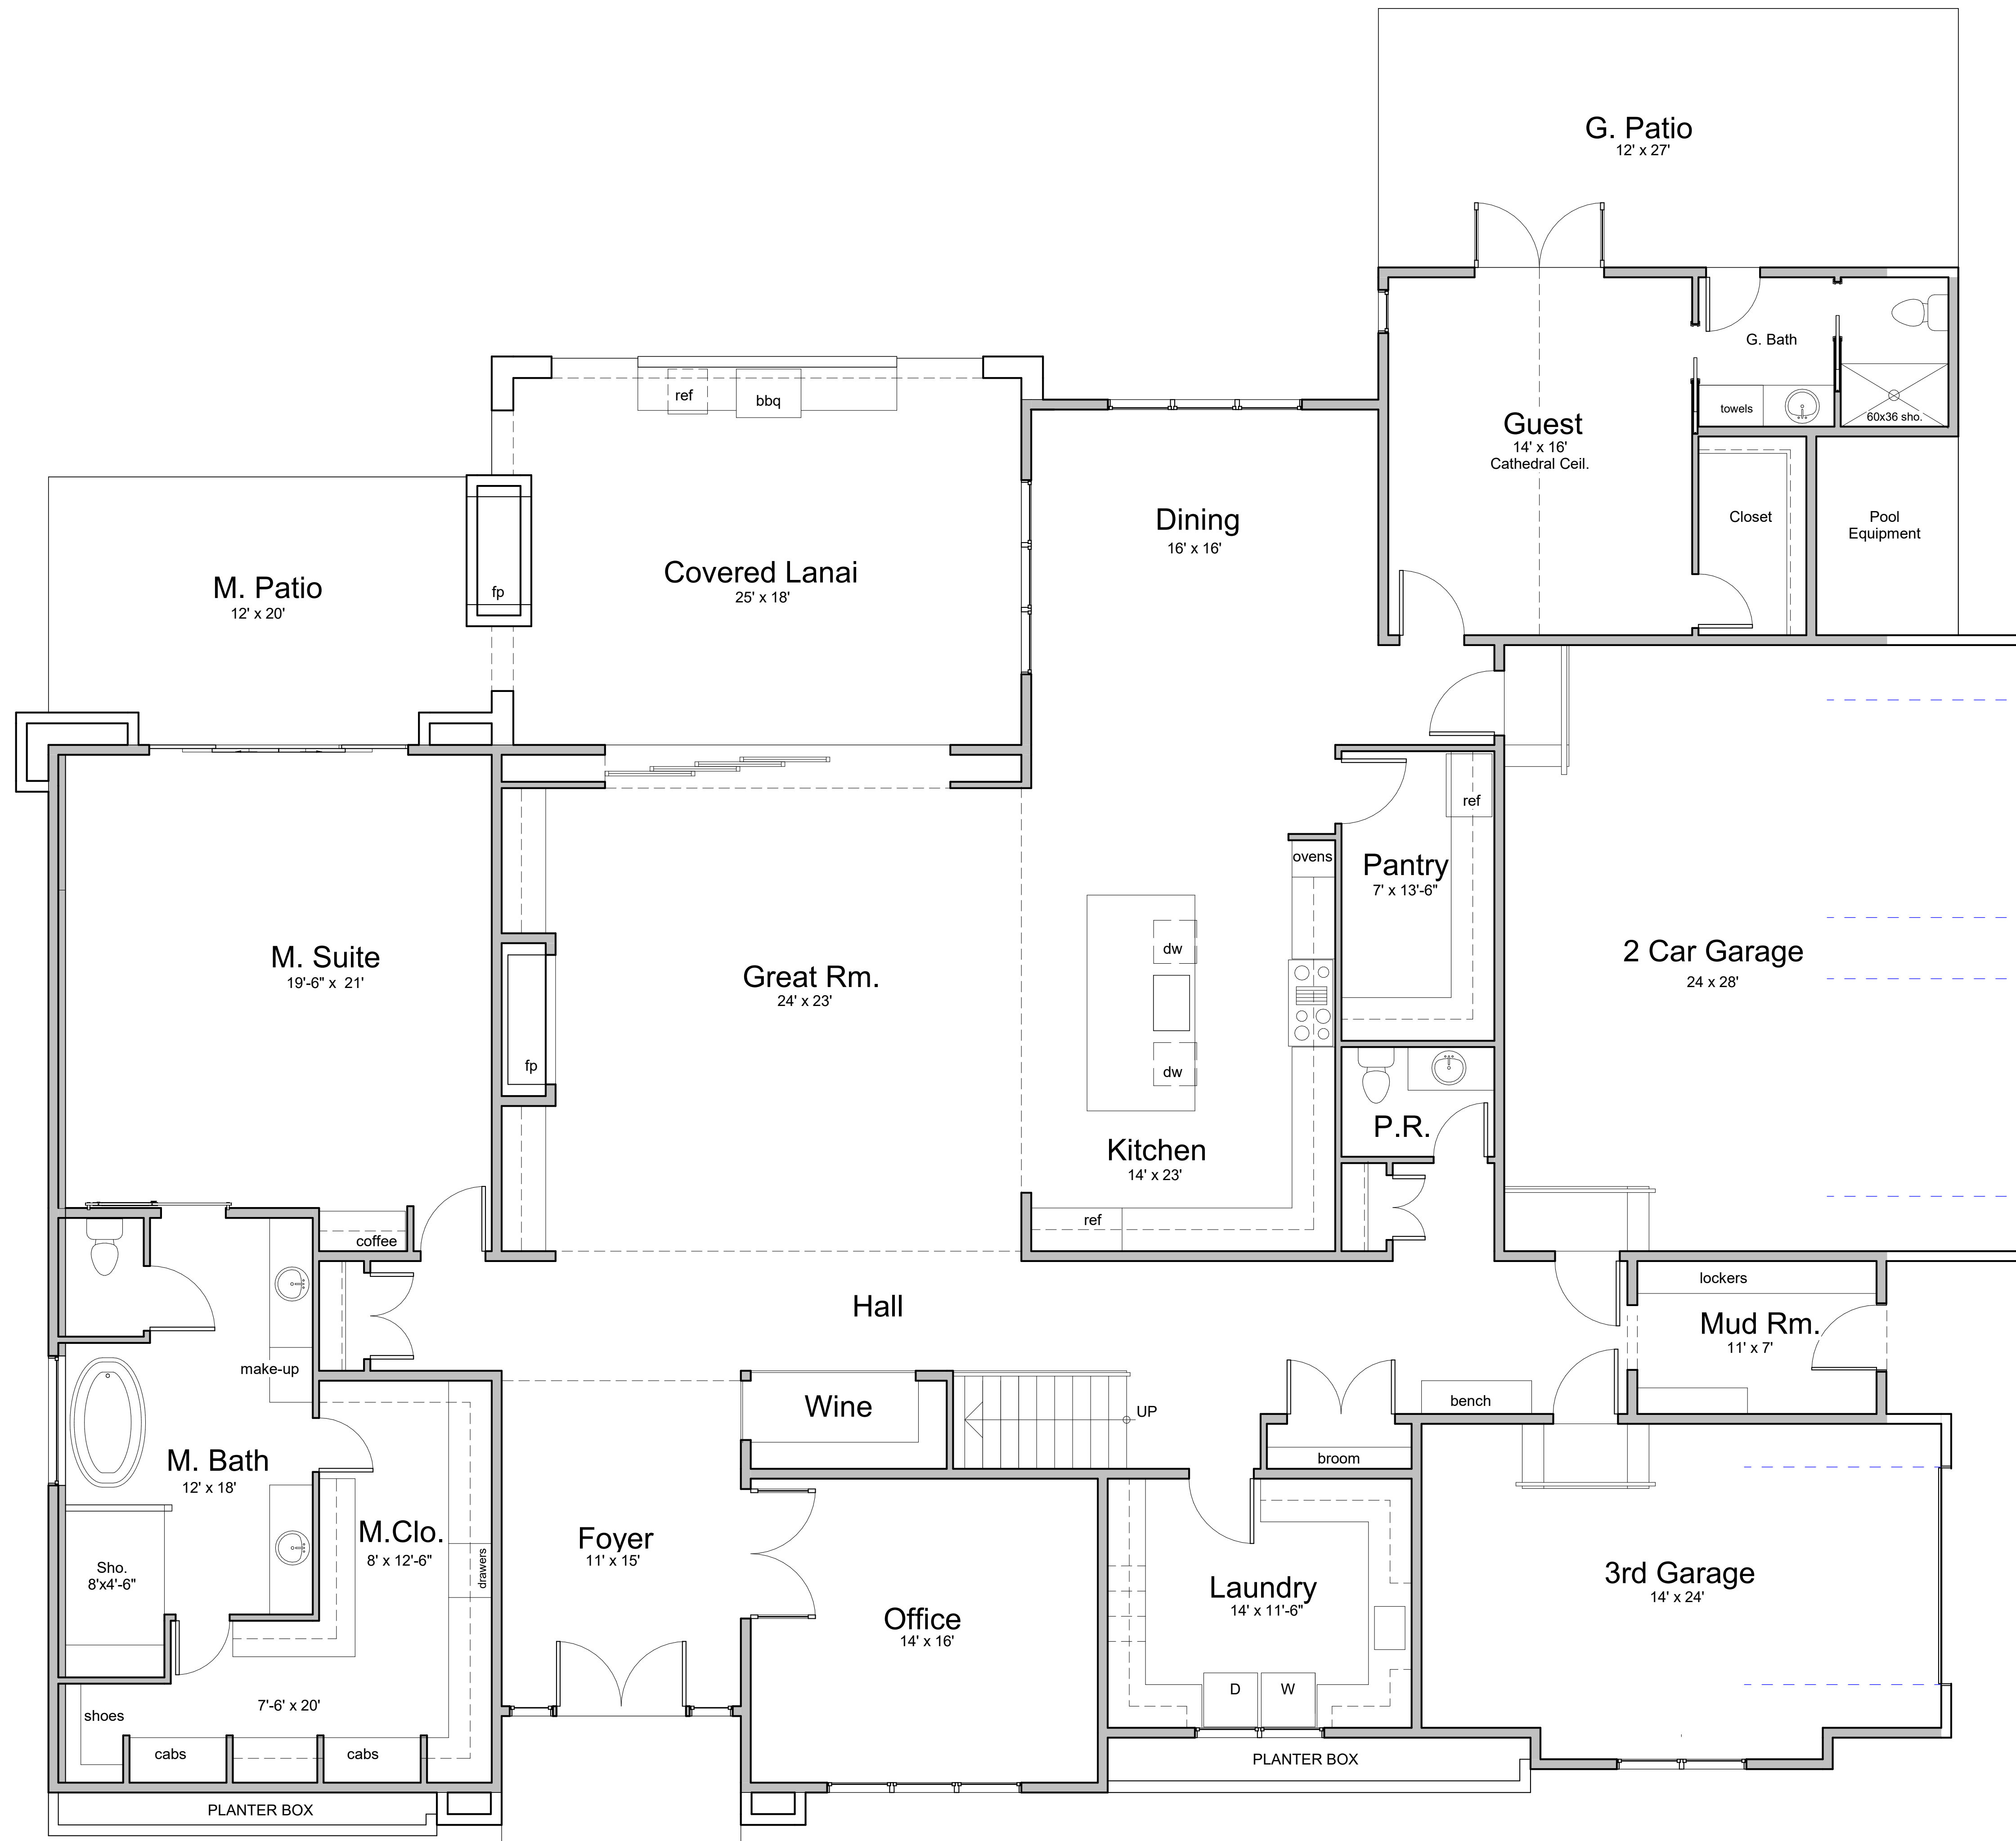 G. Patio
12' x 27'
G. Bath
towels
60x36 sho.
Guest
14' x 16'
Cathedral Ceil.
Closet
Pool
Equipment
ref
bbq
Covered Lanai
25' x 18'
fp
M. Patio
12' x 20'
Dining
16' x 16'
ref
ovens
Pantry
7' x 13'-6"
2 Car Garage
24 x 28'
M. Suite
19'-6" x  21'
Great Rm.
24' x 23'
fp
dw
dw
Kitchen
14' x 23'
ref
P.R.
coffee
Hall
lockers
Mud Rm.
11' x 7'
make-up
Wine
UP
bench
broom
M. Bath
12' x 18'
M.Clo.
8' x 12'-6"
drawers
Sho.
8'x4'-6"
Foyer
11' x 15'
Office
14' x 16'
Laundry
14' x 11'-6"
D
W
3rd Garage
14' x 24'
7'-6' x 20'
shoes
cabs
cabs
PLANTER BOX
PLANTER BOX